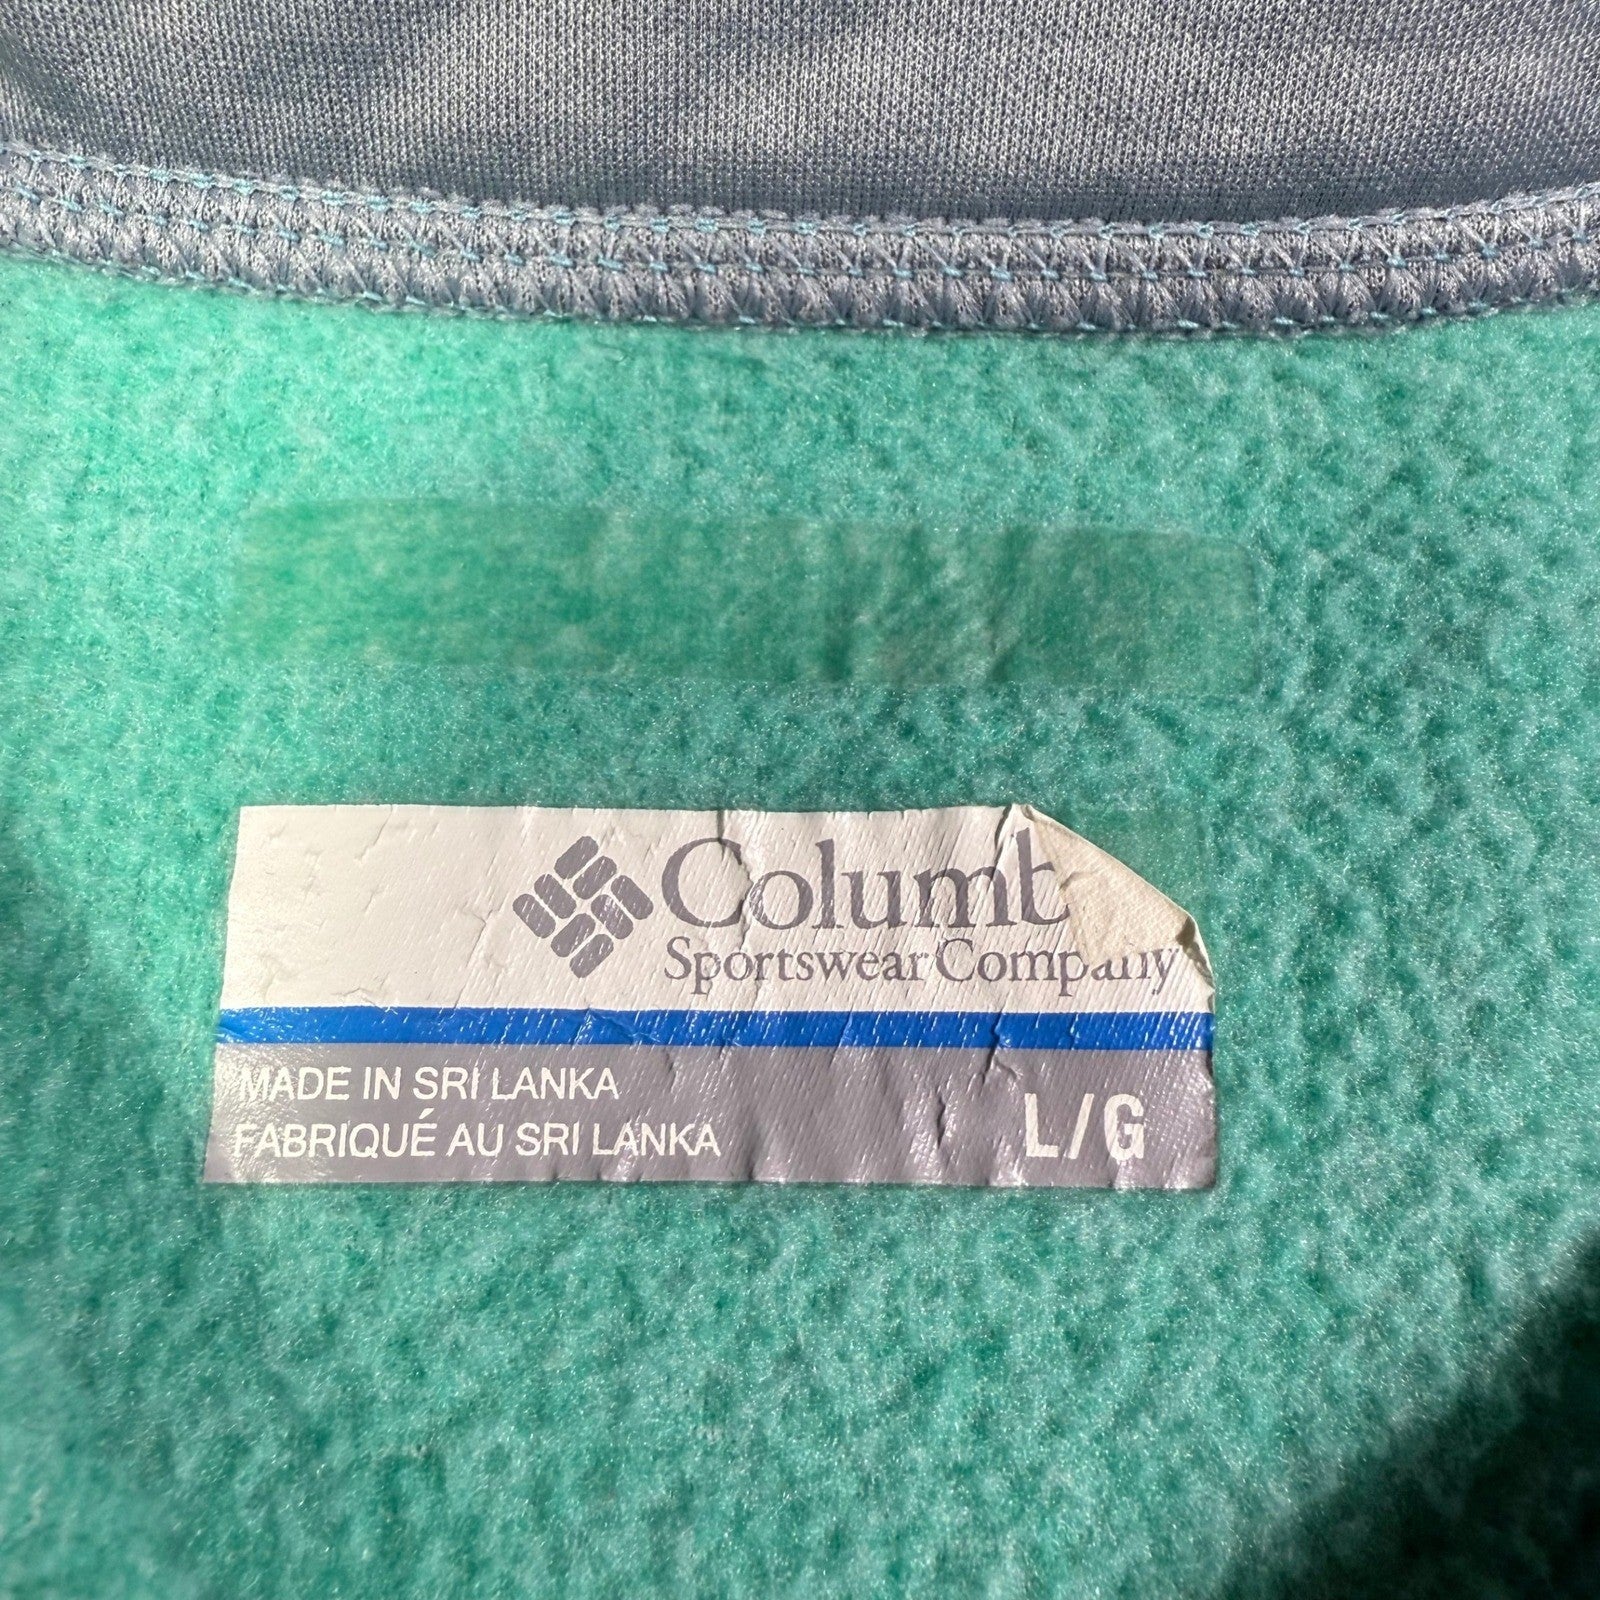 Columb
Sportswear Company
MADE IN SRI LANKA
FABRIQUÉ AU SRI LANKA
L/G